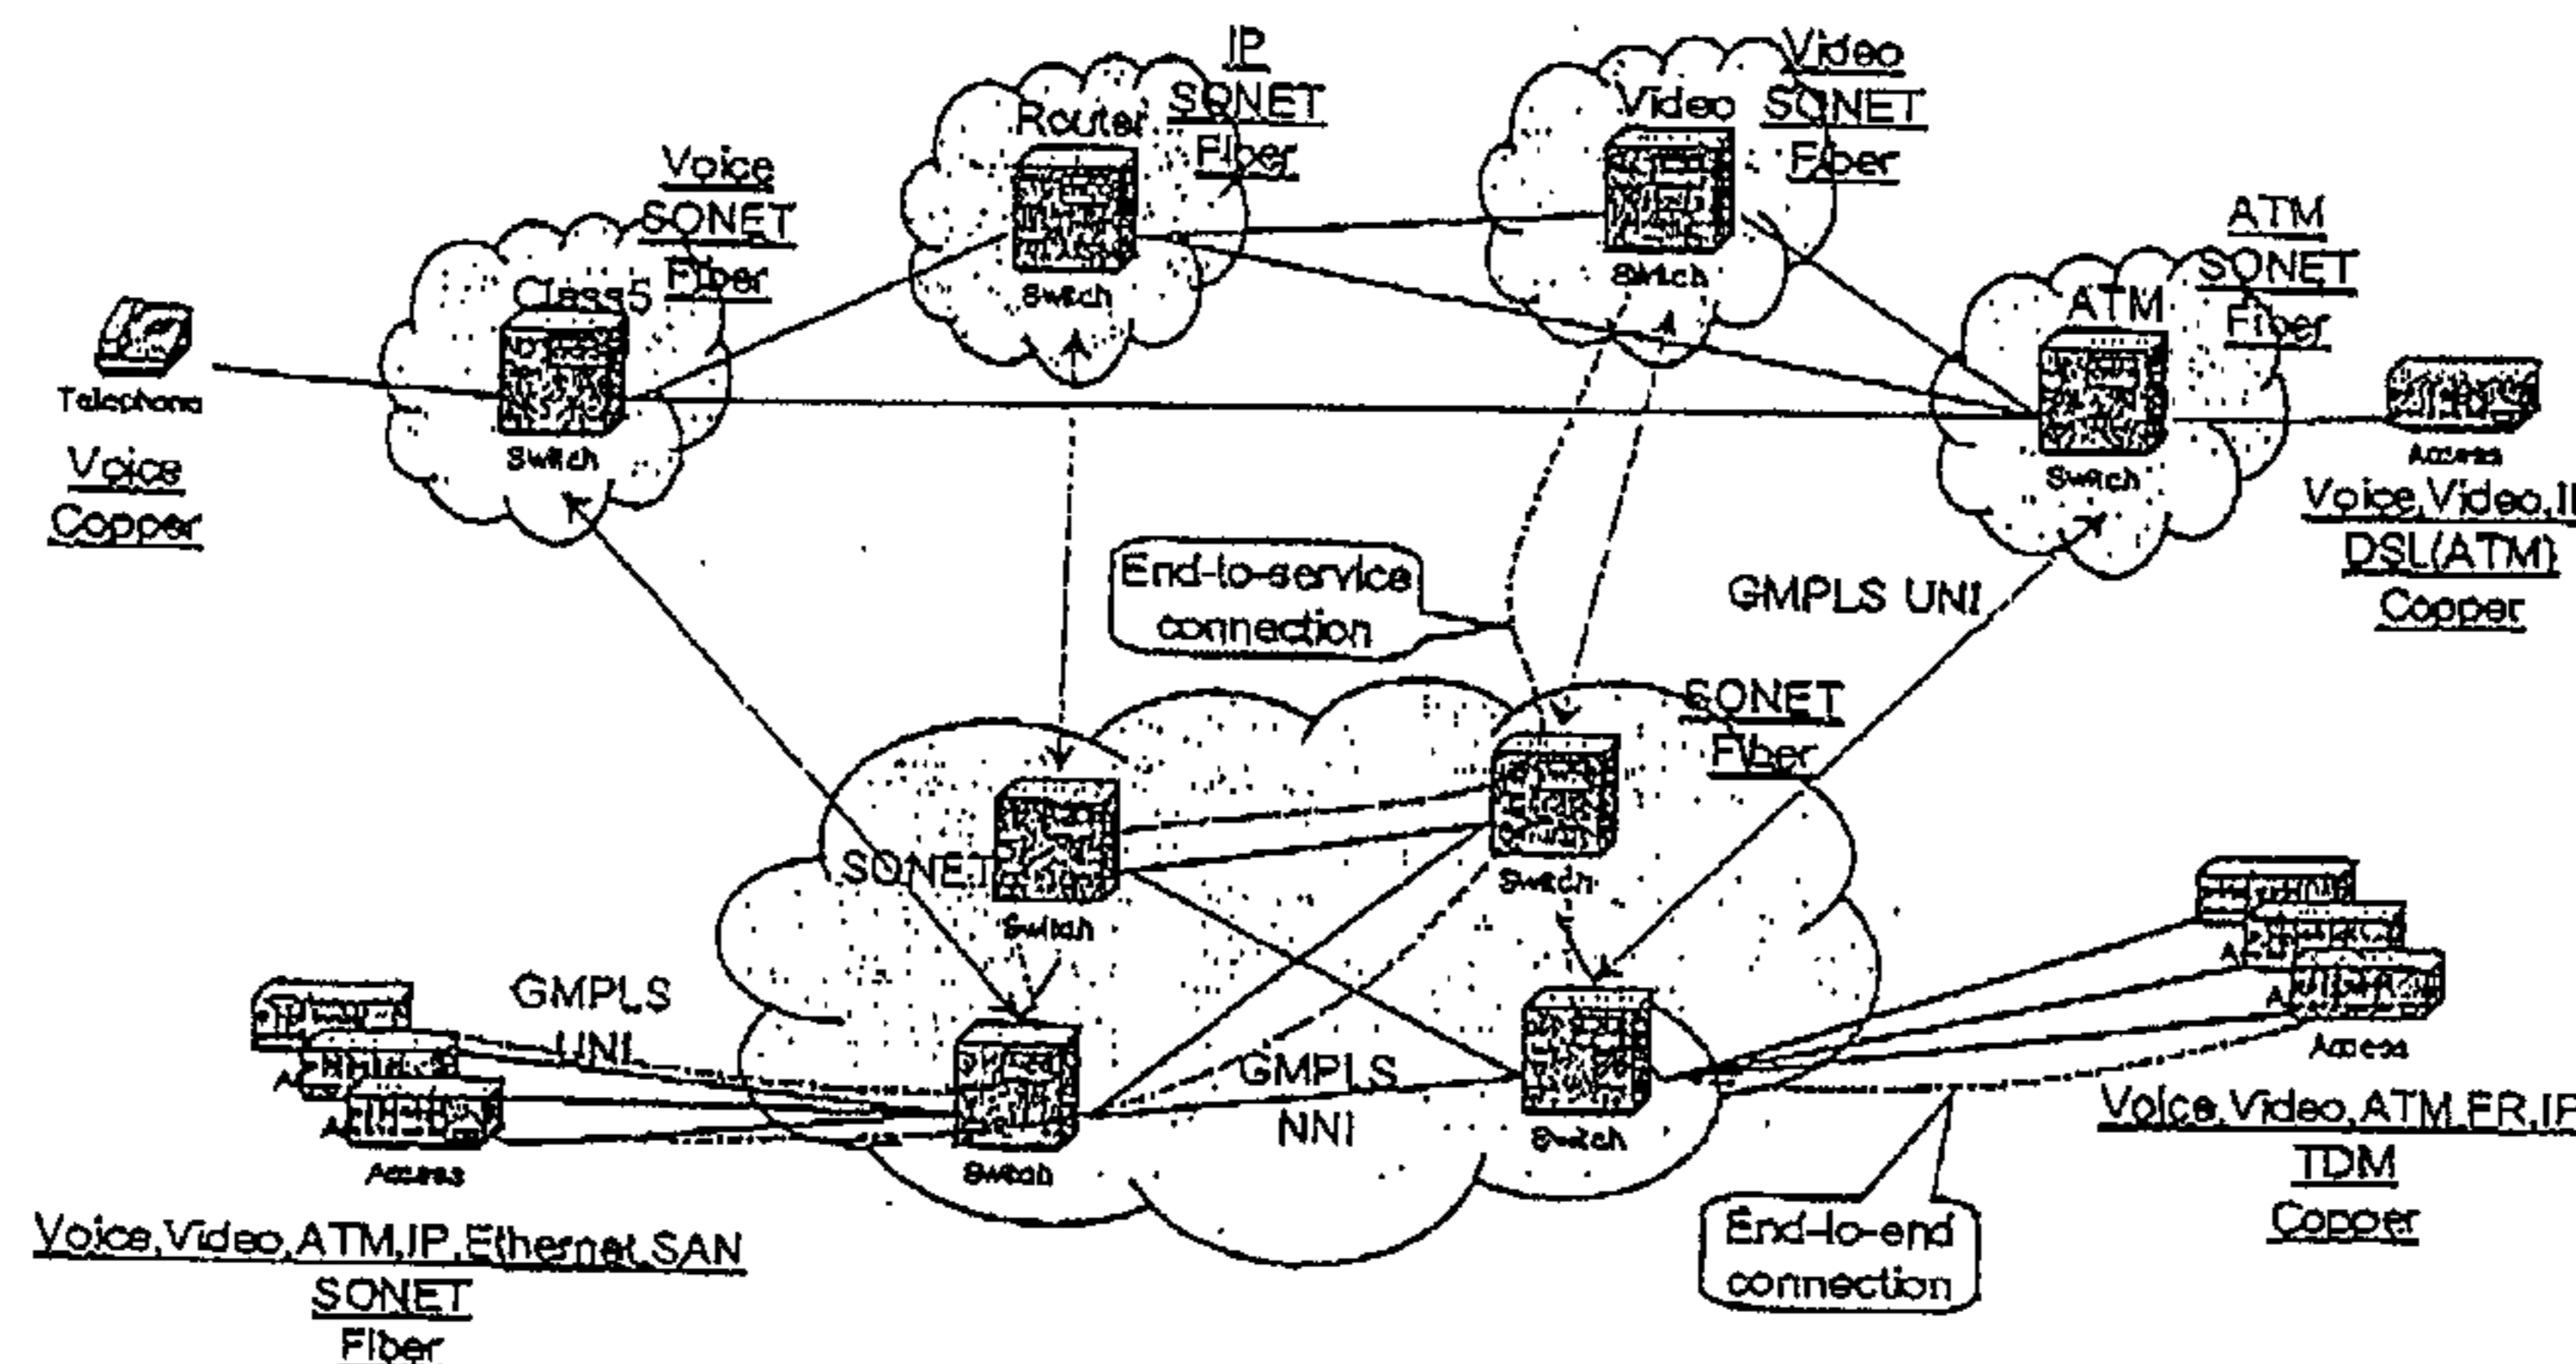 IP
SONET
Fiber
Router
Switch
Video
SONET
Fiber
Video
Switch
Voice
SONET
Fiber
Class5
Switch
ATM
SONET
Fiber
ATM
Switch
Telephone
Voice
Copper
Access
Voice,Video,IP
DSL(ATM)
Copper
End-to-service
connection
GMPLS UNI
SONET
Fiber
SONET
Switch
Switch
GMPLS
UNI
A
A
Access
Switch
GMPLS
NNI
Switch
A
A
Access
Voice,Video,ATM,FR,IP
TDM
Copper
End-to-end
connection
Voice,Video,ATM,IP,Ethernet,SAN
SONET
Fiber